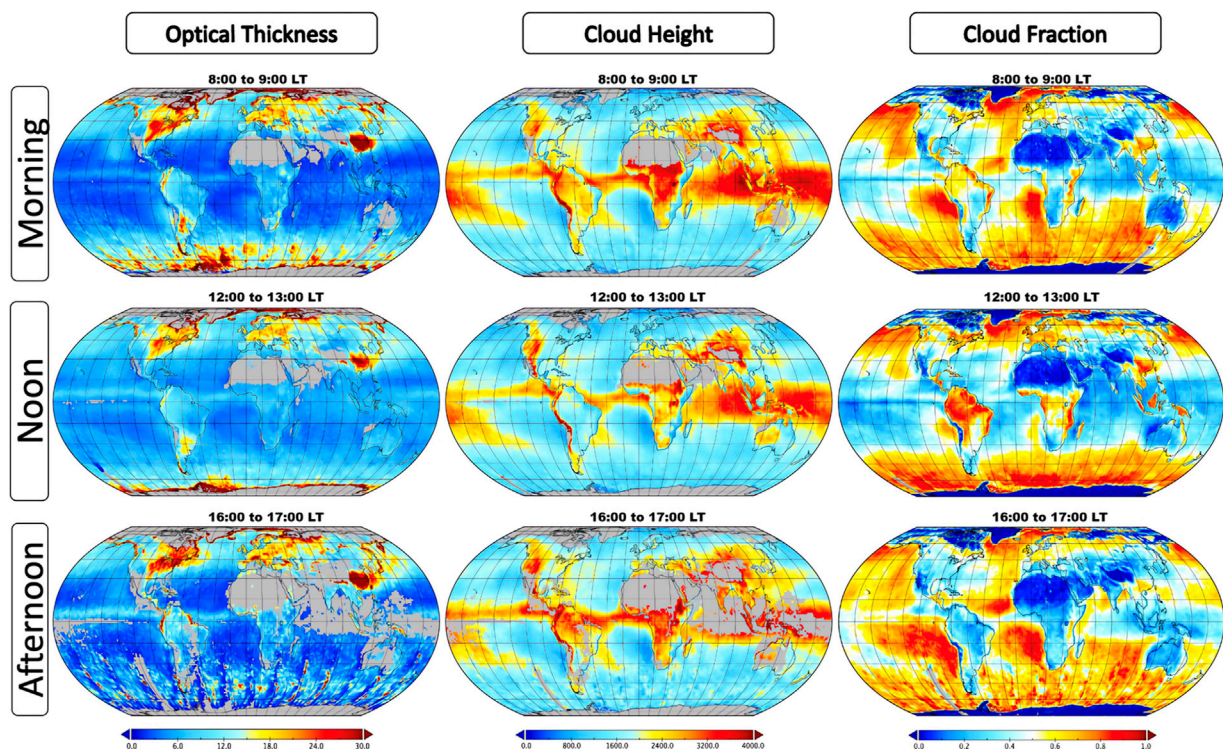 Optical Thickness
Cloud Height
Cloud Fraction
Morning
8:00 to 9:00 LT
8:00 to 9:00 LT
8:00 to 9:00 LT
Noon
12:00 to 13:00 LT
12:00 to 13:00 LT
12:00 to 13:00 LT
Afternoon
16:00 to 17:00 LT
16:00 to 17:00 LT
16:00 to 17:00 LT
0.0 6.0 12.0 18.0 24.0 30.0
0.0 800.0 1600.0 2400.0 3200.0 4000.0
0.0 0.2 0.4 0.6 0.8 1.0